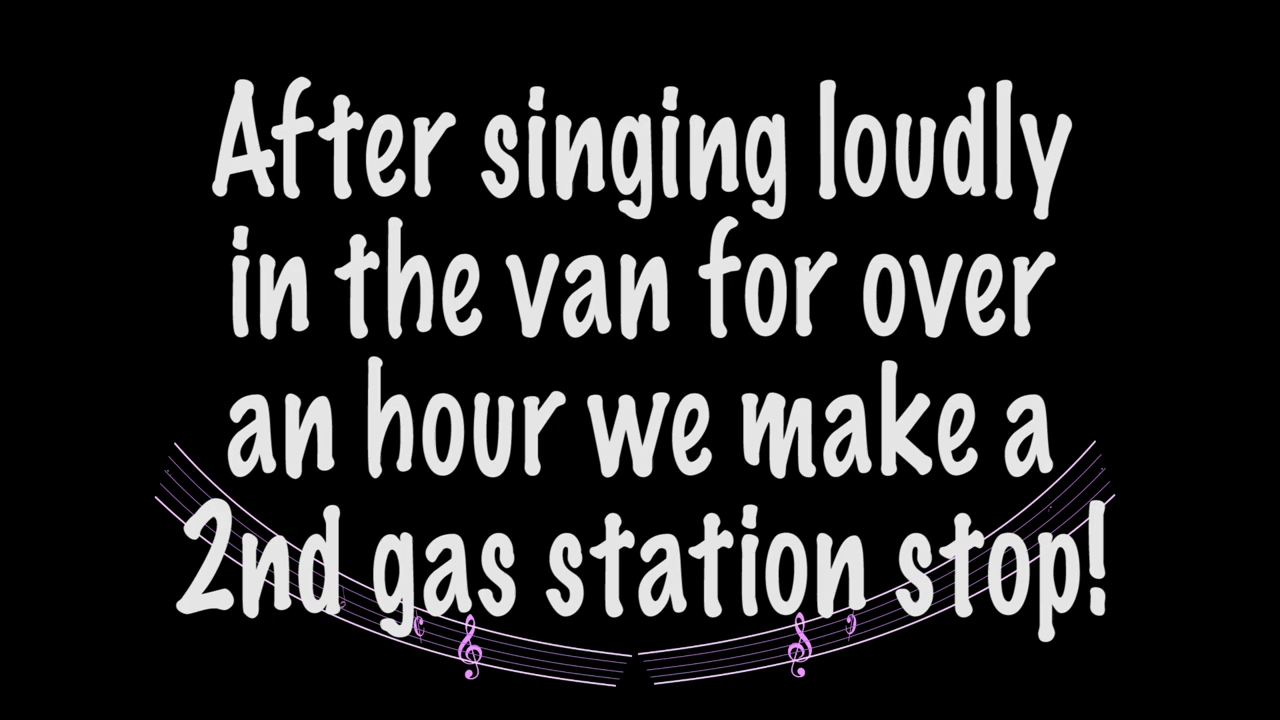 After singing loudly
in the van for over
an hour we make a
2nd gas station stop!